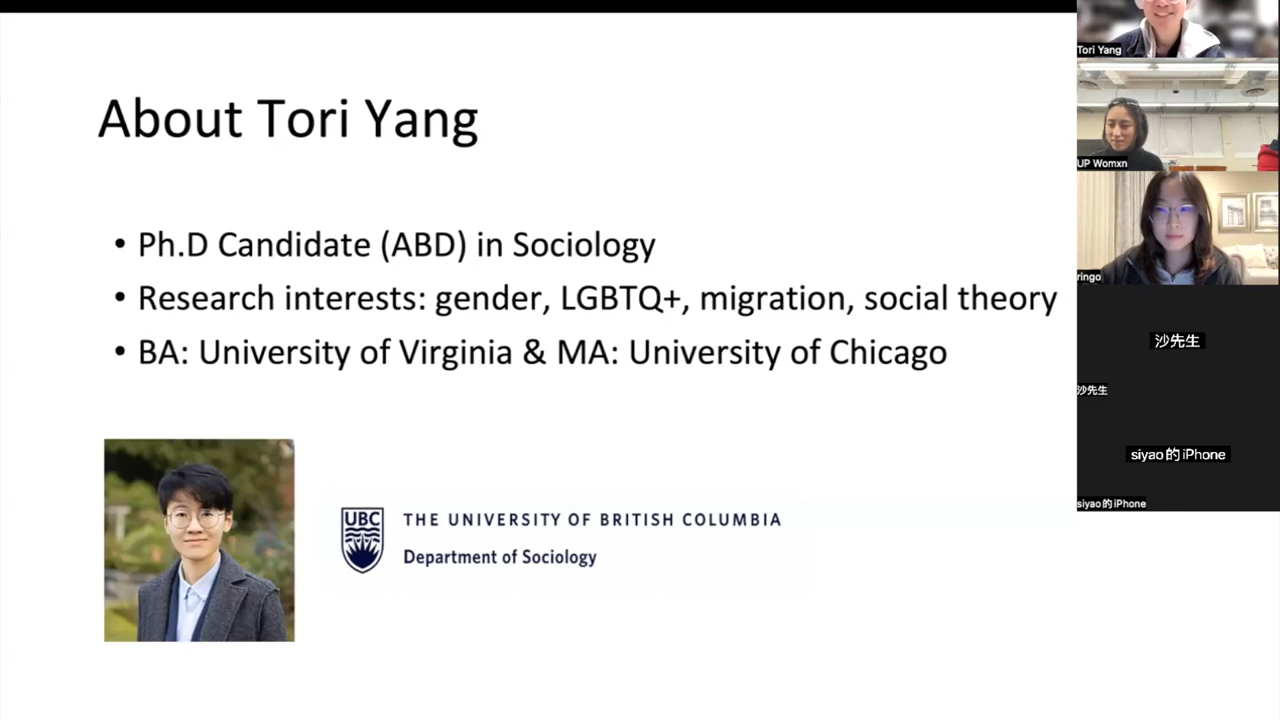 About Tori Yang
• Ph.D Candidate (ABD) in Sociology
• Research interests: gender, LGBTQ+, migration, social theory
• BA: University of Virginia & MA: University of Chicago
UBC
THE UNIVERSITY OF BRITISH COLUMBIA
Department of Sociology
Tori Yang
UP Womxn
ringo
沙先生
沙先生
siyao的iPhone
siyao的iPhone